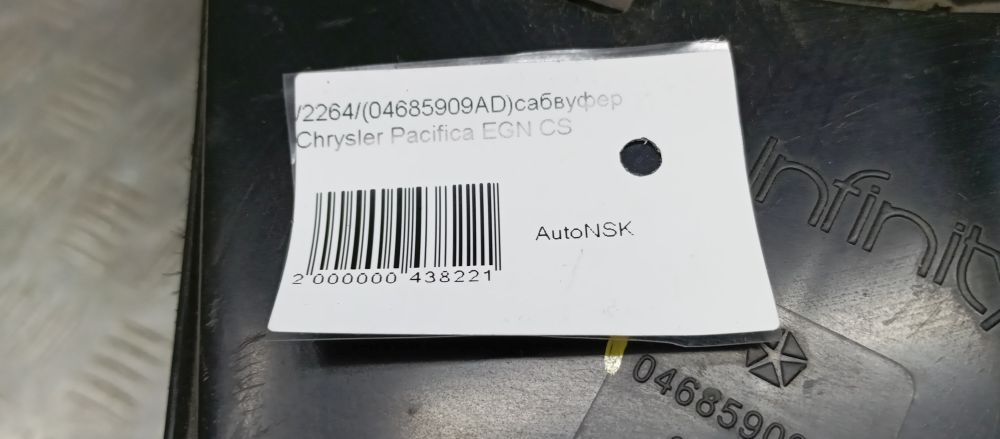 /2264/(04685909AD)сабвуфер
Chrysler Pacifica EGN CS
AutoNSK
2 000000 438221
Infinity
04685909